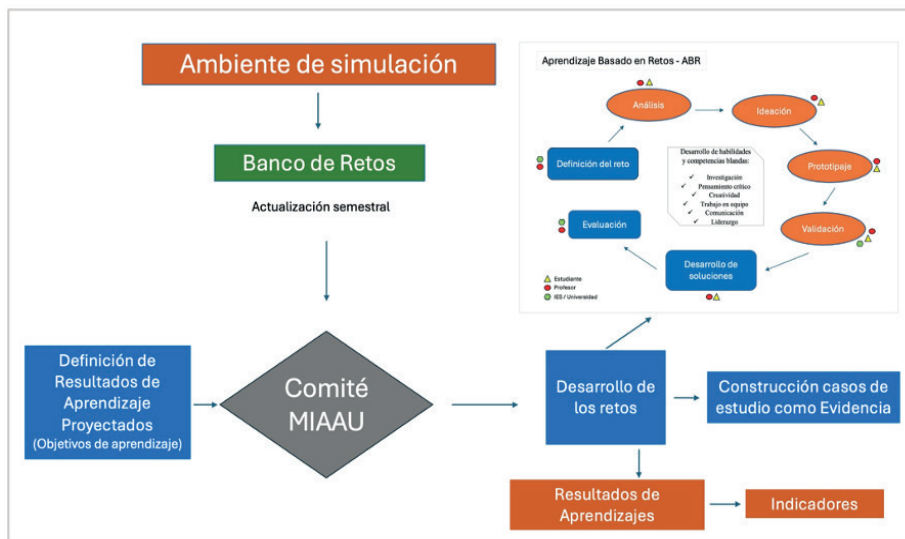 Ambiente de simulación
Banco de Retos
Actualización semestral
Definición de
Resultados de
Aprendizaje
Proyectados
(Objetivos de aprendizaje)
Comité
MIAAU
Aprendizaje Basado en Retos - ABR
Análisis
Ideación
Definición del reto
Desarrollo de habilidades
y competencias blandas:
✓ Investigación
✓ Pensamiento crítico
✓ Creatividad
✓ Trabajo en equipo
✓ Comunicación
✓ Liderazgo
Prototipaje
Evaluación
Validación
Desarrollo de
soluciones
Estudiante
Profesor
IES / Universidad
Desarrollo de
los retos
Construcción casos de
estudio como Evidencia
Resultados de
Aprendizajes
Indicadores